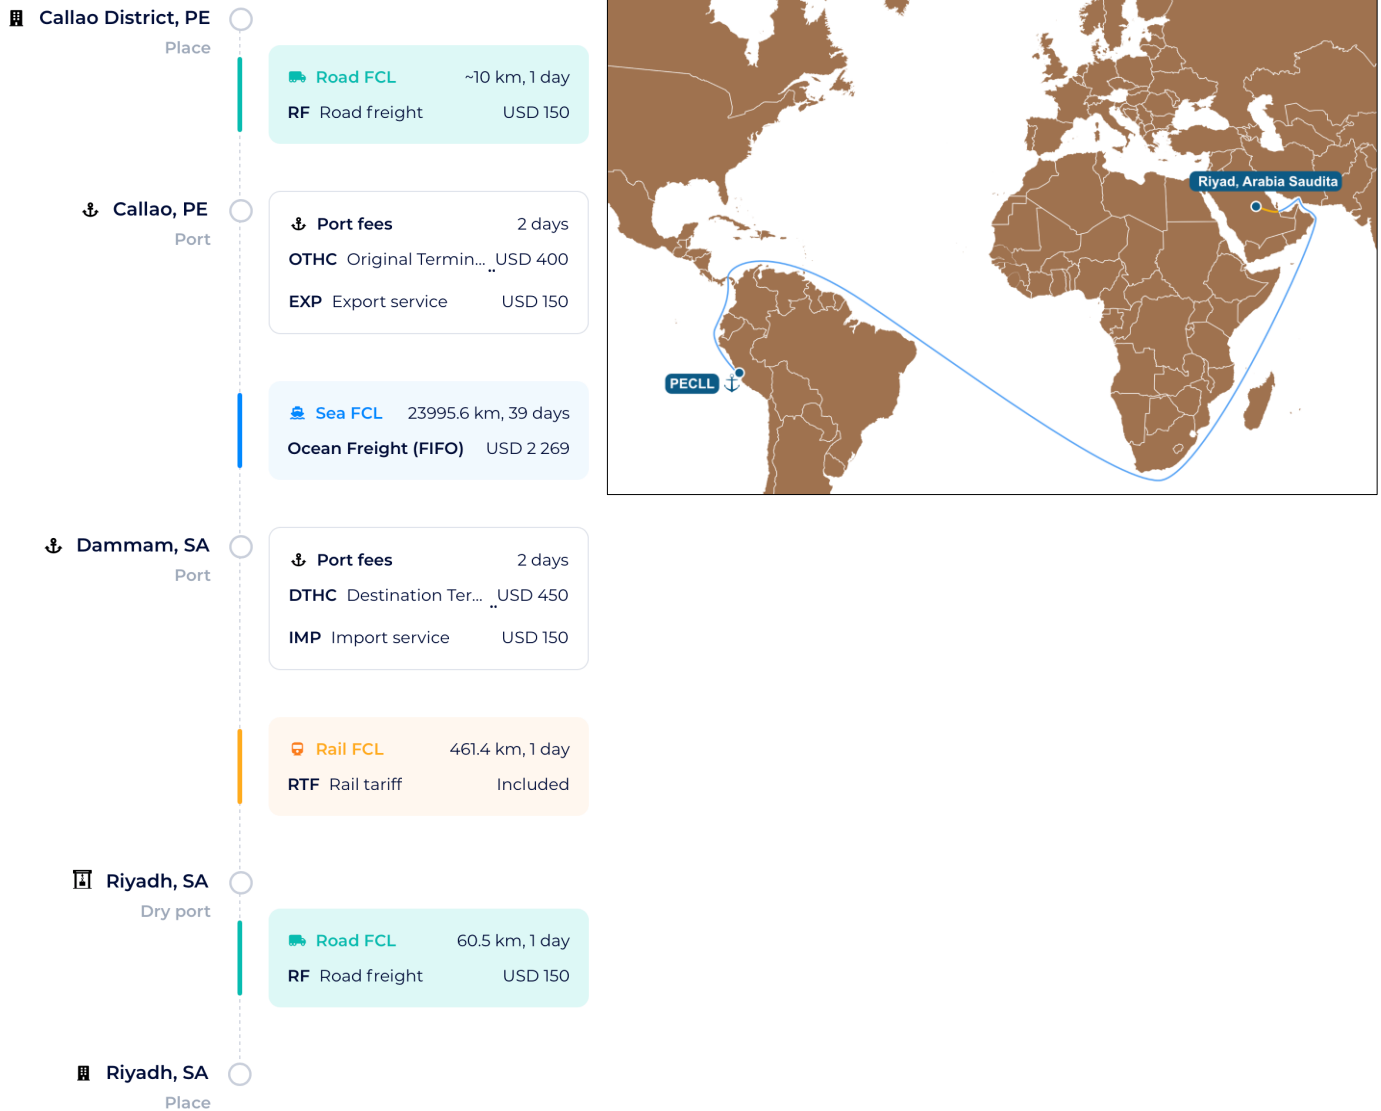 Callao District, PE
Place
Road FCL ~10 km, 1 day
RF Road freight USD 150
Callao, PE
Port
Port fees 2 days
OTHC Original Termin... USD 400
EXP Export service USD 150
Sea FCL 23995.6 km, 39 days
Ocean Freight (FIFO) USD 2 269
Dammam, SA
Port
Port fees 2 days
DTHC Destination Ter... USD 450
IMP Import service USD 150
Rail FCL 461.4 km, 1 day
RTF Rail tariff Included
Riyadh, SA
Dry port
Road FCL 60.5 km, 1 day
RF Road freight USD 150
Riyadh, SA
Place
Riyad, Arabia Saudita
PECLL